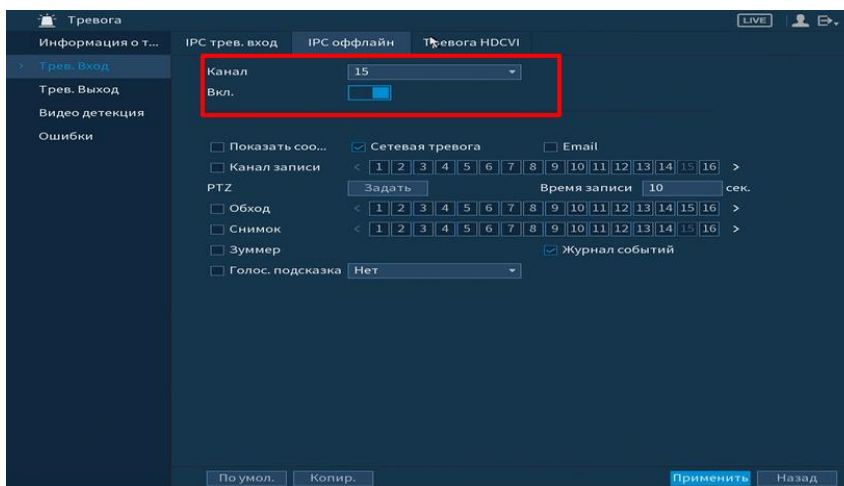 Тревога LIVE
Информация о т... IPC трев. вход IPC оффлайн Тревога HDCVI
Трев. Вход
Канал 15
Трев. Выход
Вкл.
Видео детекция
Ошибки
Показать соо... Сетевая тревога Email
Канал записи < 1 2 3 4 5 6 7 8 9 10 11 12 13 14 15 16 >
PTZ Задать Время записи 10 сек.
Обход < 1 2 3 4 5 6 7 8 9 10 11 12 13 14 15 16 >
Снимок < 1 2 3 4 5 6 7 8 9 10 11 12 13 14 15 16 >
Зуммер Журнал событий
Голос. подсказка Нет
По умол. Копир. Применить Назад